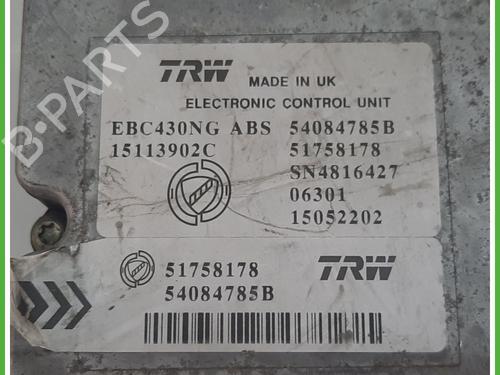 B-PARTS
TRW MADE IN UK
ELECTRONIC CONTROL UNIT
EBC430NG ABS 54084785B
15113902C 51758178
SN4816427
06301
15052202
51758178 TRW
54084785B